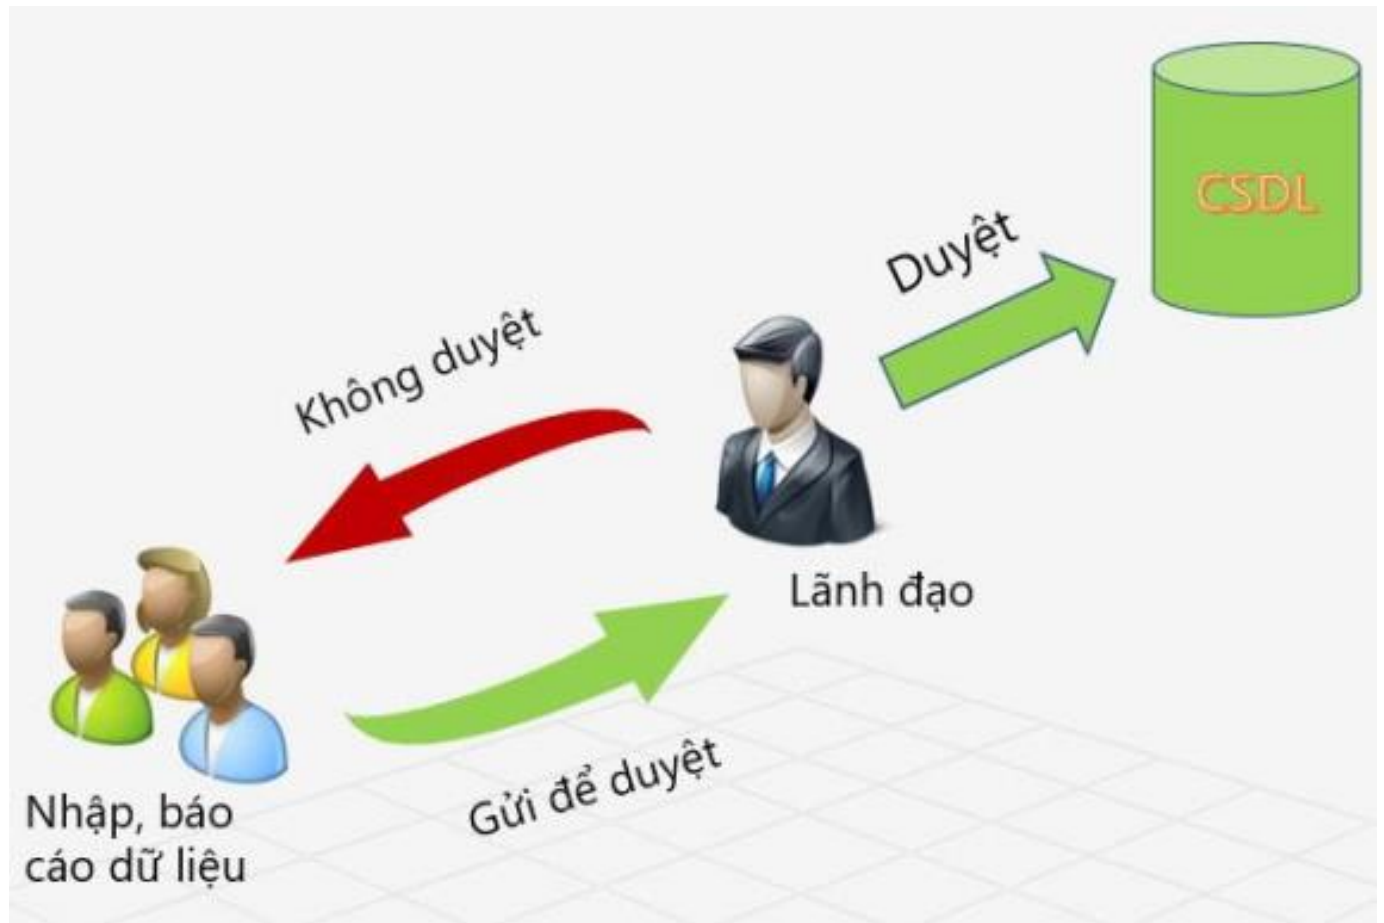 CSDL
Duyệt
Không duyệt
Lãnh đạo
Gửi để duyệt
Nhập, báo
cáo dữ liệu